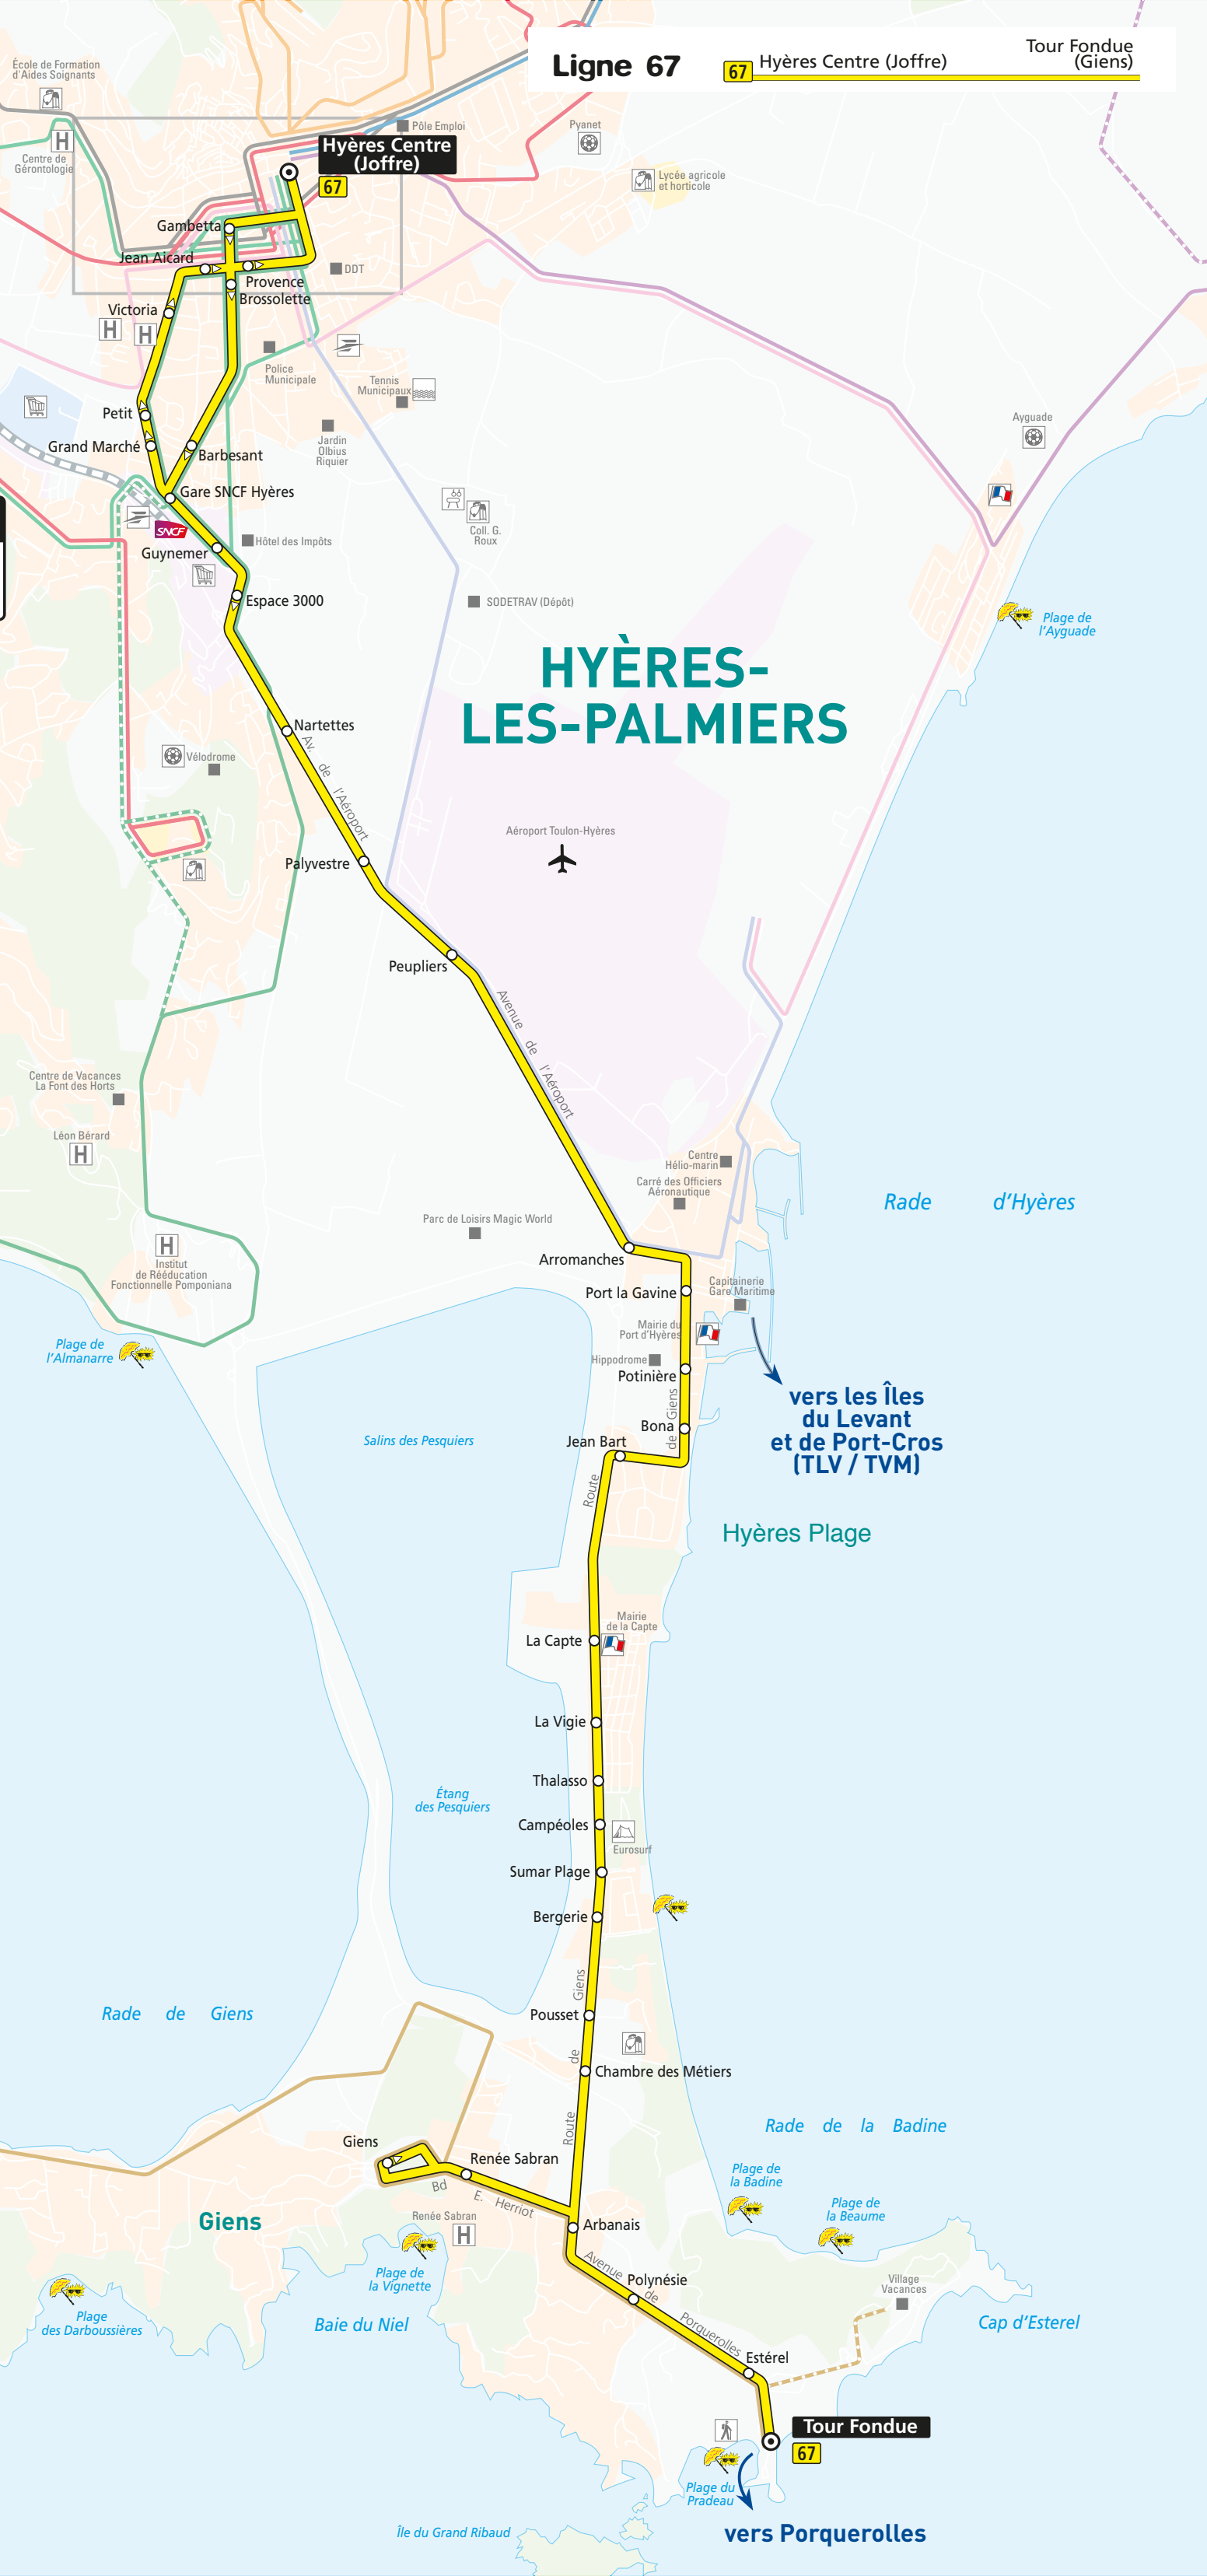 Ligne 67
67
Hyères Centre (Joffre)
Tour Fondue
(Giens)
École de Formation
d'Aides Soignants
H
Centre de
Gérontologie
Pôle Emploi
Hyères Centre
(Joffre)
67
Pyanet
Lycée agricole
et horticole
Gambetta
Jean Aicard
DDT
Provence
Brossolette
Victoria
H
H
Police
Municipale
Tennis
Municipaux
Petit
Grand Marché
Barbesant
Jardin
Olbius
Riquier
Ayguade
Gare SNCF Hyères
SNCF
Guynemer
Hôtel des Impôts
Coll. G.
Roux
Espace 3000
SODETRAV (Dépôt)
Plage de
l'Ayguade
HYÈRES-
LES-PALMIERS
Nartettes
Av. de l'Aéroport
Vélodrome
Aéroport Toulon-Hyères
Palyvestre
Peupliers
Avenue de l'Aéroport
Centre de Vacances
La Font des Horts
Léon Bérard
H
Centre
Hélio-marin
Carré des Officiers
Aéronautique
Rade d'Hyères
Parc de Loisirs Magic World
H
Institut
de Rééducation
Fonctionnelle Pomponiana
Arromanches
Port la Gavine
Capitainerie
Gare Maritime
Mairie du
Port d'Hyères
Plage de
l'Almanarre
Hippodrome
Potinière
vers les Îles
du Levant
et de Port-Cros
(TLV / TVM)
Bona
Jean Bart
Route de Giens
Salins des Pesquiers
Hyères Plage
Mairie
de la Capte
La Capte
La Vigie
Thalasso
Étang
des Pesquiers
Campéoles
Eurosurf
Sumar Plage
Bergerie
Rade de Giens
Pousset
Chambre des Métiers
Route de Giens
Rade de la Badine
Giens
Renée Sabran
Bd E. Herriot
Plage de
la Badine
Plage de
la Beaume
Giens
Renée Sabran
H
Arbanais
Plage de
la Vignette
Avenue de Porquerolles
Polynésie
Village
Vacances
Plage
des Darboussières
Baie du Niel
Cap d'Esterel
Estérel
Tour Fondue
67
Plage du
Pradeau
vers Porquerolles
Île du Grand Ribaud